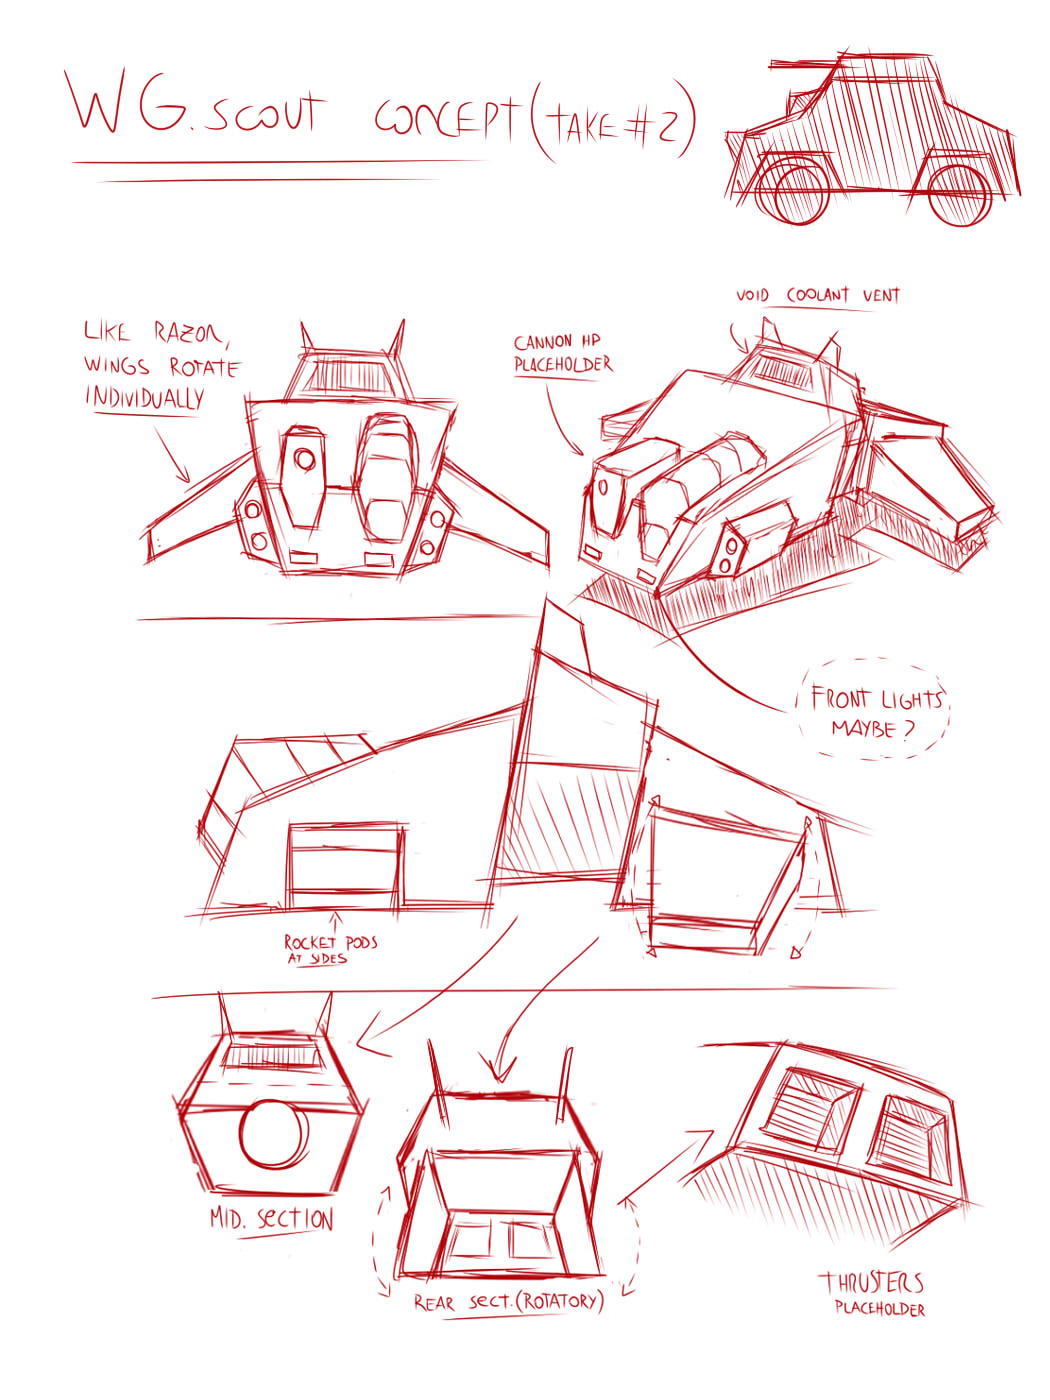 WG. SCOUT CONCEPT (TAKE #2)
VOID COOLANT VENT
LIKE RAZOR,
WINGS ROTATE
INDIVIDUALLY
CANNON HP
PLACEHOLDER
FRONT LIGHTS
MAYBE?
ROCKET PODS
AT SIDES
MID. SECTION
REAR SECT. (ROTATORY)
THRUSTERS
PLACEHOLDER